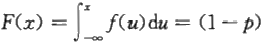 F(x) = ∫_{-∞}^{x} f(u)du = (1 − p)